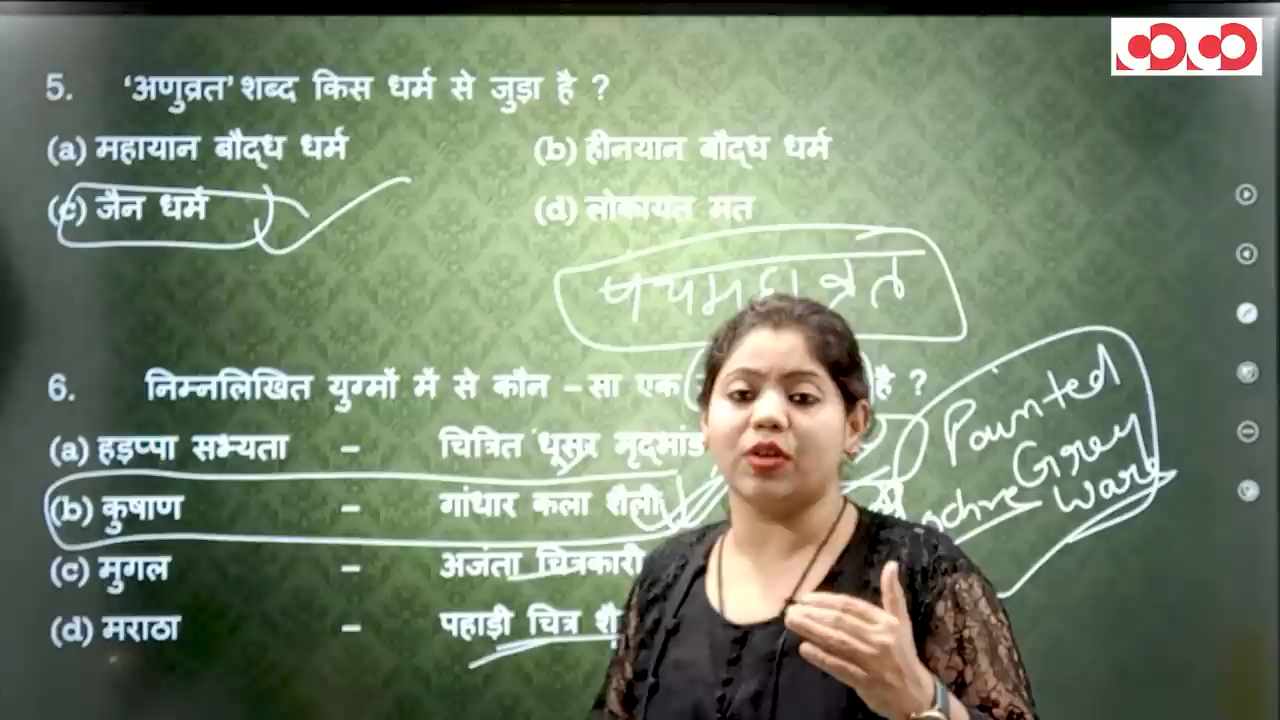 5. 'अणुव्रत' शब्द किस धर्म से जुड़ा है ?
(a) महायान बौद्ध धर्म (b) हीनयान बौद्ध धर्म
(c) जैन धर्म (d) लोकायत मत
पंचमहाव्रत
6. निम्नलिखित युग्मों में से कौन – सा एक है ?
(a) हड़प्पा सभ्यता – चित्रित धूसर मृद्भांड
(b) कुषाण – गांधार कला शैली
(c) मुगल – अजंता चित्रकारी
(d) मराठा – पहाड़ी चित्र
Painted
Grey
Ware